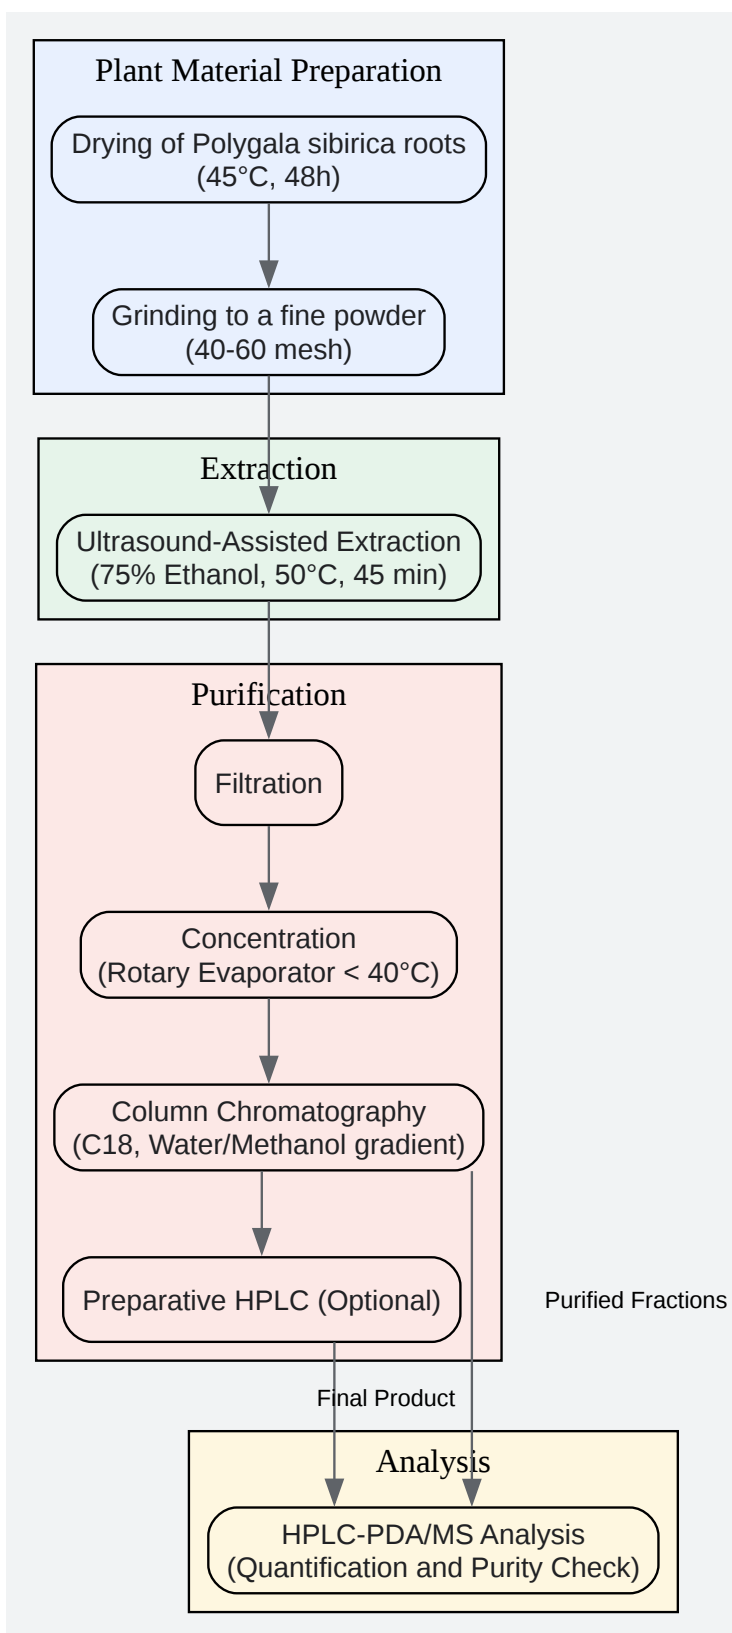 Plant Material Preparation
Drying of Polygala sibirica roots
(45°C, 48h)
Grinding to a fine powder
(40-60 mesh)
Extraction
Ultrasound-Assisted Extraction
(75% Ethanol, 50°C, 45 min)
Purification
Filtration
Concentration
(Rotary Evaporator < 40°C)
Column Chromatography
(C18, Water/Methanol gradient)
Preparative HPLC (Optional)
Purified Fractions
Final Product
Analysis
HPLC-PDA/MS Analysis
(Quantification and Purity Check)